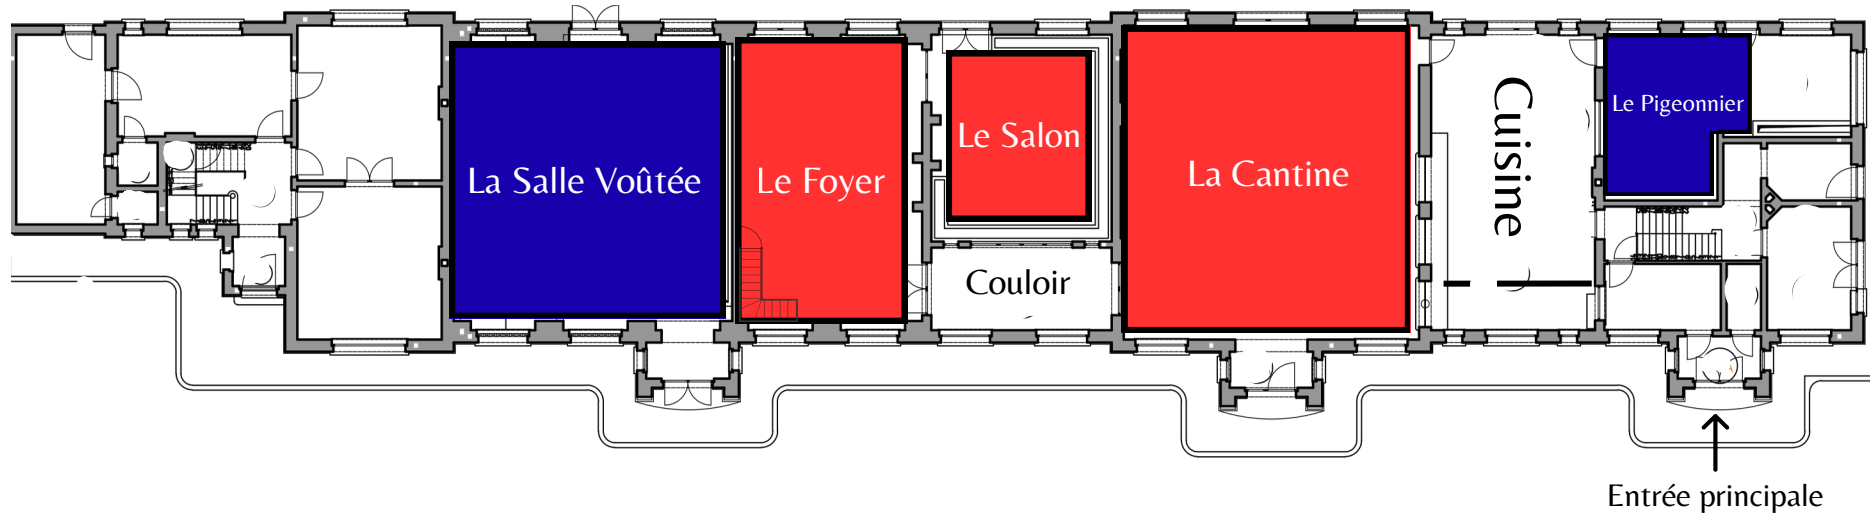 La Salle Voûtée
Le Foyer
Le Salon
Couloir
La Cantine
Cuisine
Le Pigeonnier
Entrée principale